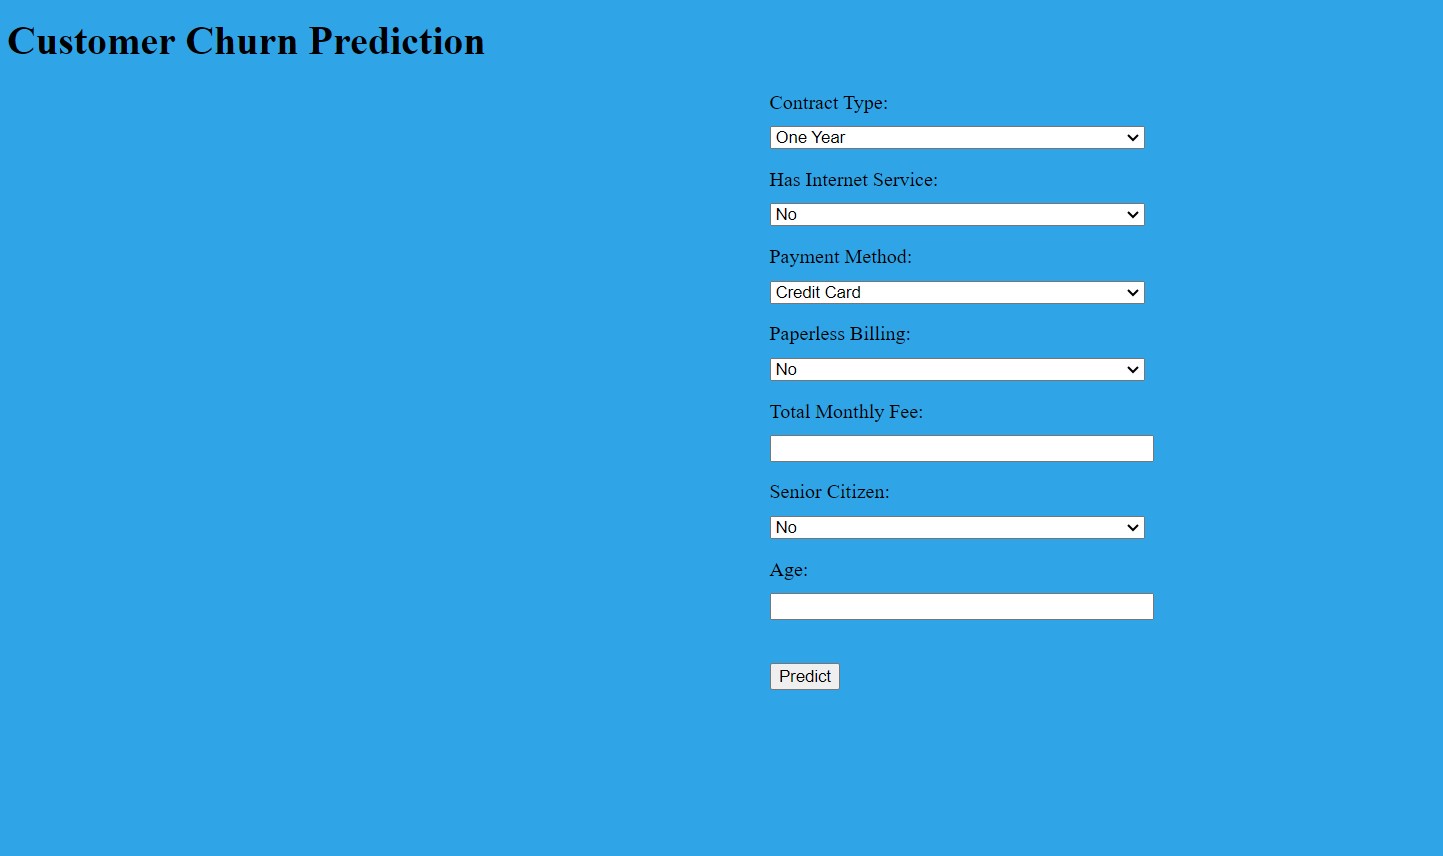 Customer Churn Prediction
Contract Type:
One Year
Has Internet Service:
No
Payment Method:
Credit Card
Paperless Billing:
No
Total Monthly Fee:
Senior Citizen:
No
Age:
Predict